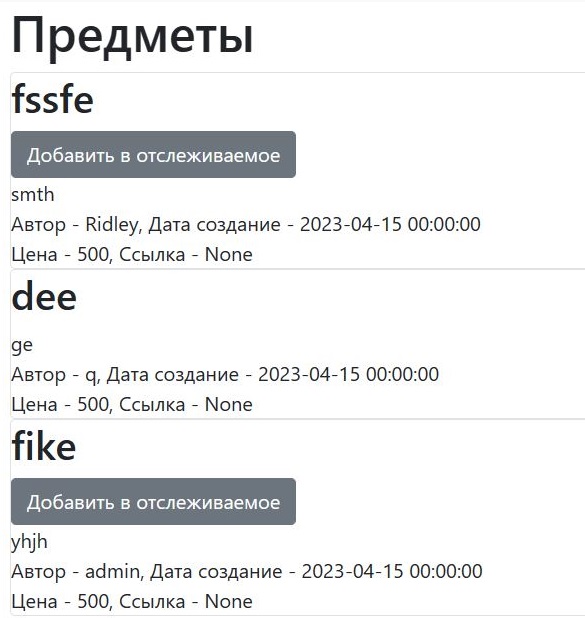 Предметы
fssfe
Добавить в отслеживаемое
smth
Автор - Ridley, Дата создание - 2023-04-15 00:00:00
Цена - 500, Ссылка - None
dee
ge
Автор - q, Дата создание - 2023-04-15 00:00:00
Цена - 500, Ссылка - None
fike
Добавить в отслеживаемое
yhjh
Автор - admin, Дата создание - 2023-04-15 00:00:00
Цена - 500, Ссылка - None